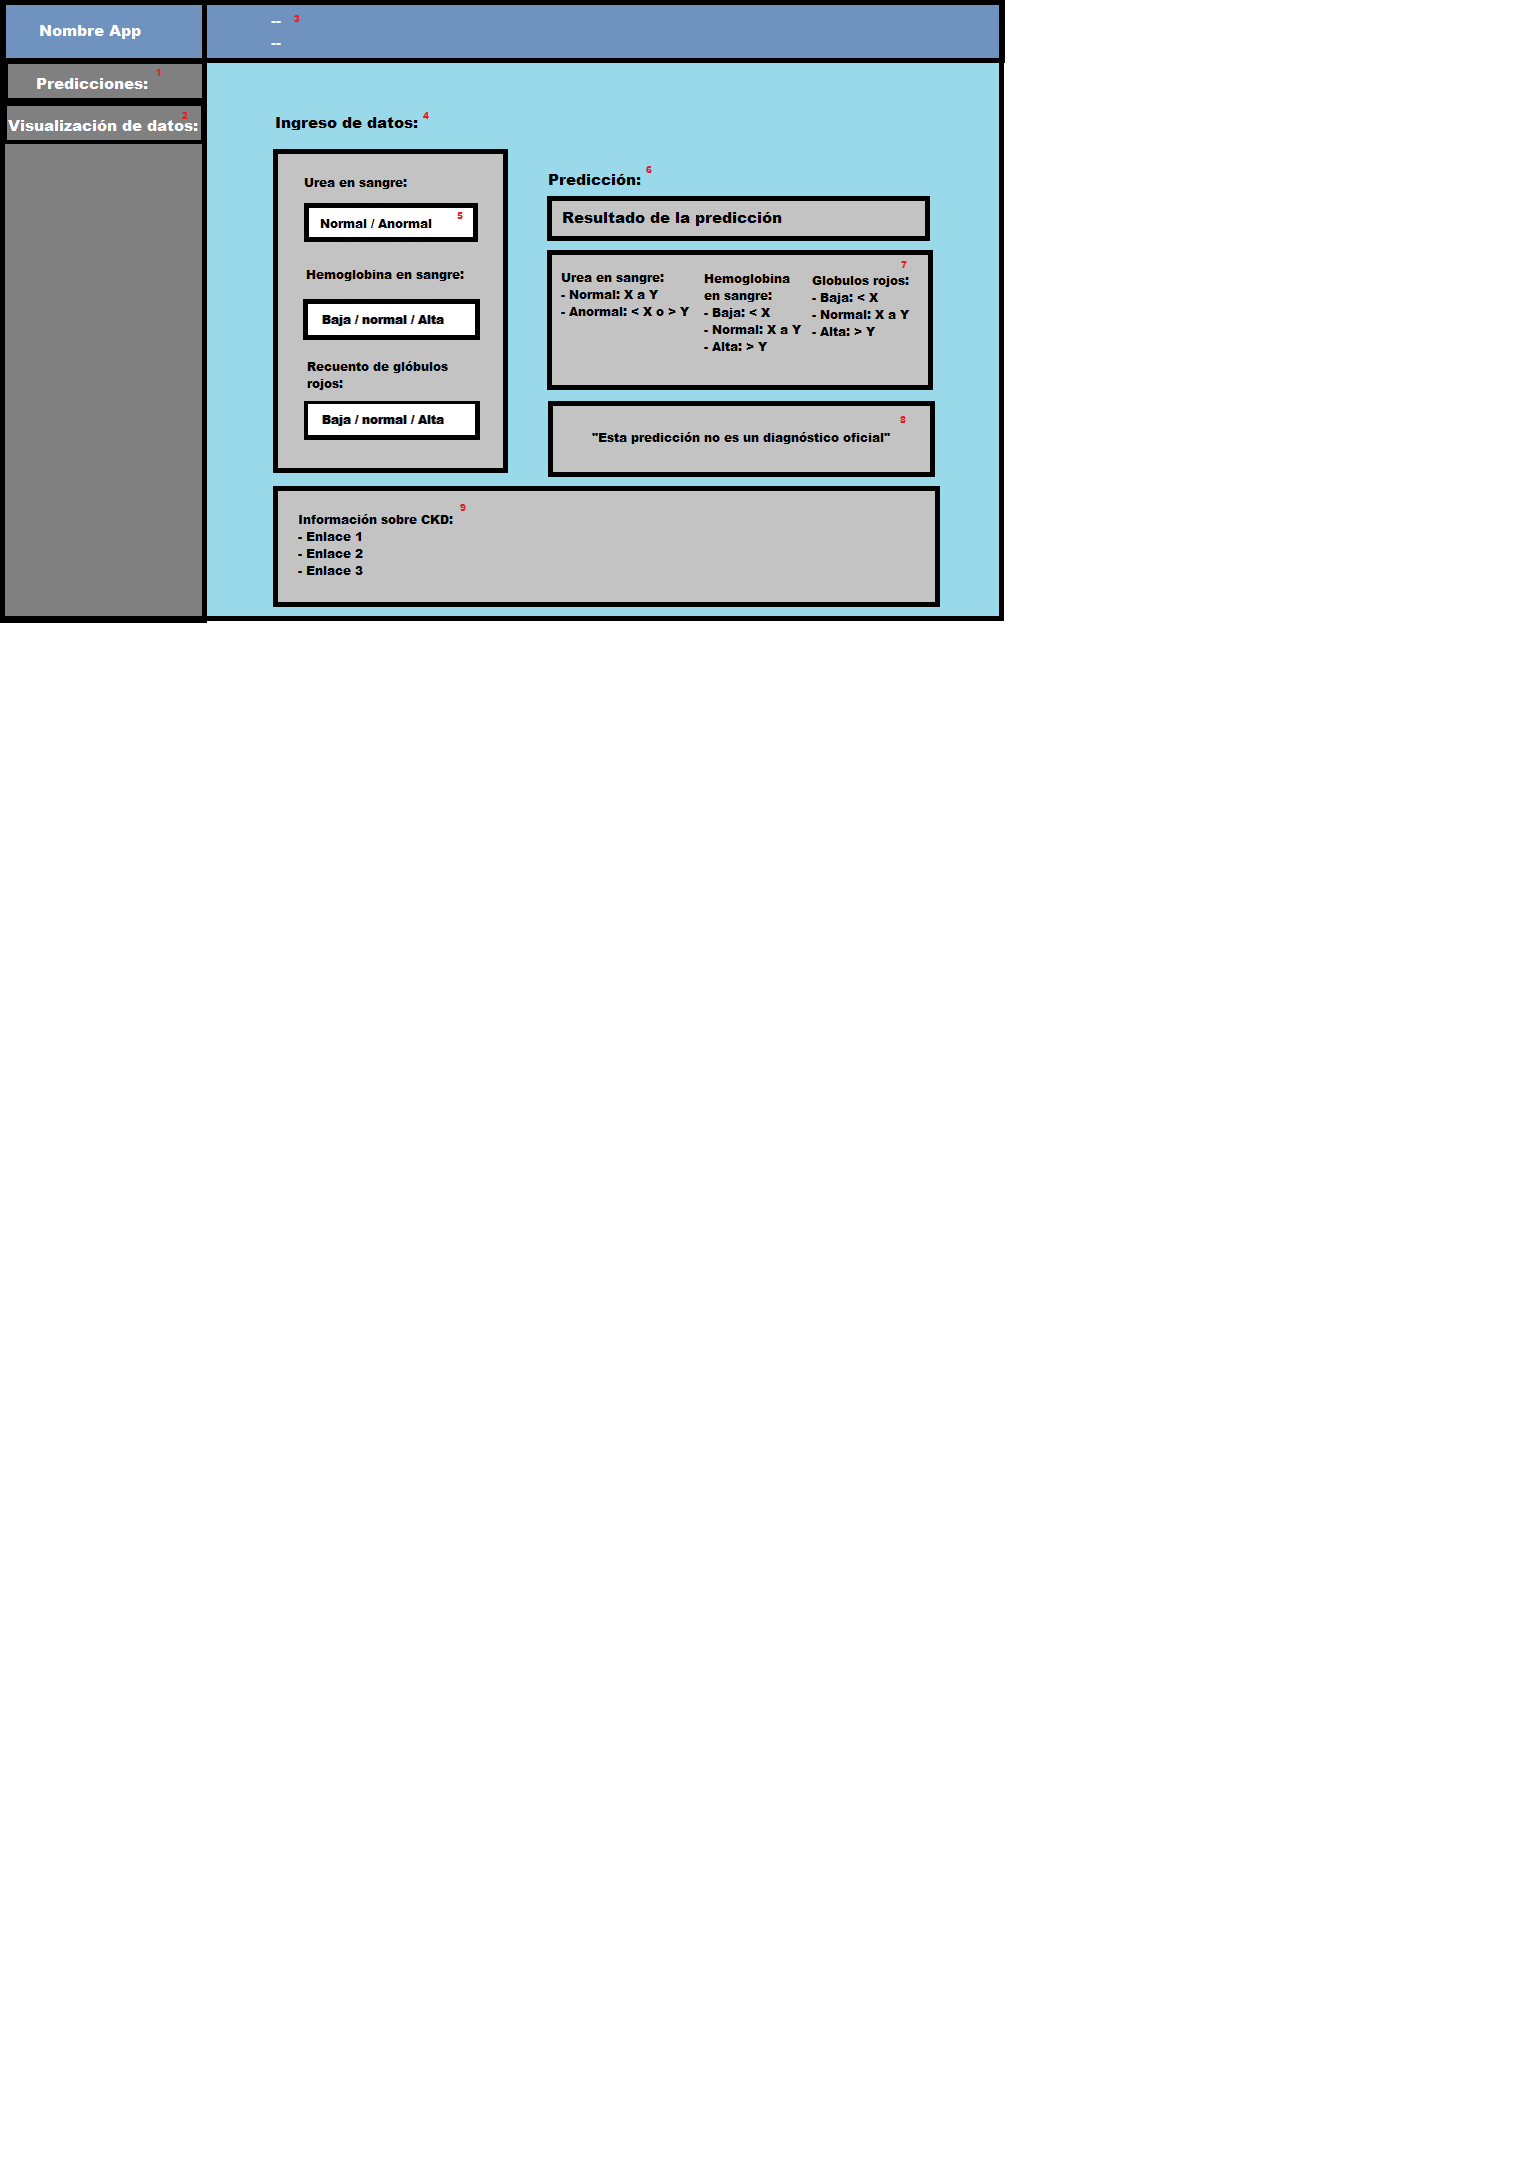 Nombre App
-- 3
--
Predicciones: 1
Visualización de datos: 2
Ingreso de datos: 4
Urea en sangre:
Normal / Anormal 5
Hemoglobina en sangre:
Baja / normal / Alta
Recuento de glóbulos
rojos:
Baja / normal / Alta
Predicción: 6
Resultado de la predicción
7
Urea en sangre:
- Normal: X a Y
- Anormal: < X o > Y
Hemoglobina
en sangre:
- Baja: < X
- Normal: X a Y
- Alta: > Y
Globulos rojos:
- Baja: < X
- Normal: X a Y
- Alta: > Y
8
"Esta predicción no es un diagnóstico oficial"
Información sobre CKD: 9
- Enlace 1
- Enlace 2
- Enlace 3